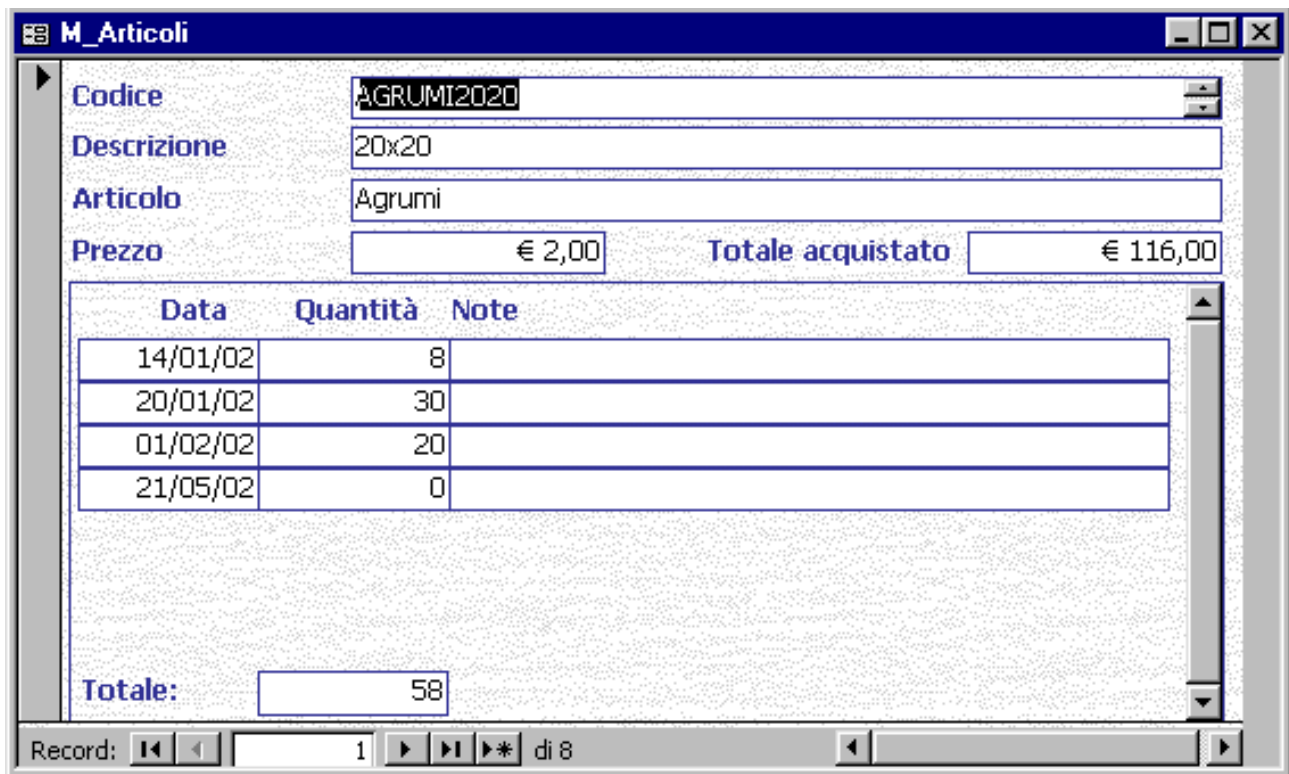 M_Articoli
Codice AGRUMI2020
Descrizione 20x20
Articolo Agrumi
Prezzo € 2,00 Totale acquistato € 116,00
Data Quantità Note
14/01/02 8
20/01/02 30
01/02/02 20
21/05/02 0
Totale: 58
Record: 1 di 8